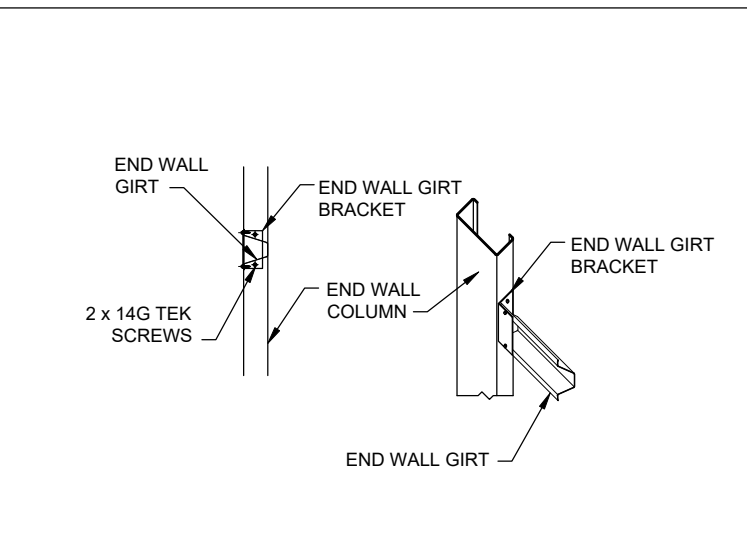 END WALL
GIRT
END WALL GIRT
BRACKET
2 x 14G TEK
SCREWS
END WALL
COLUMN
END WALL GIRT
BRACKET
END WALL GIRT